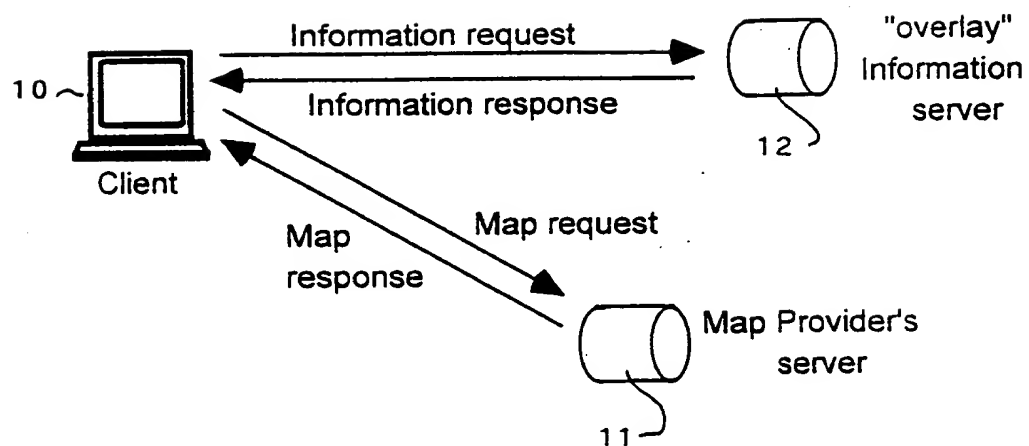 Information request
Information response
"overlay"
Information
server
10
12
Client
Map request
Map
response
Map Provider's
server
11